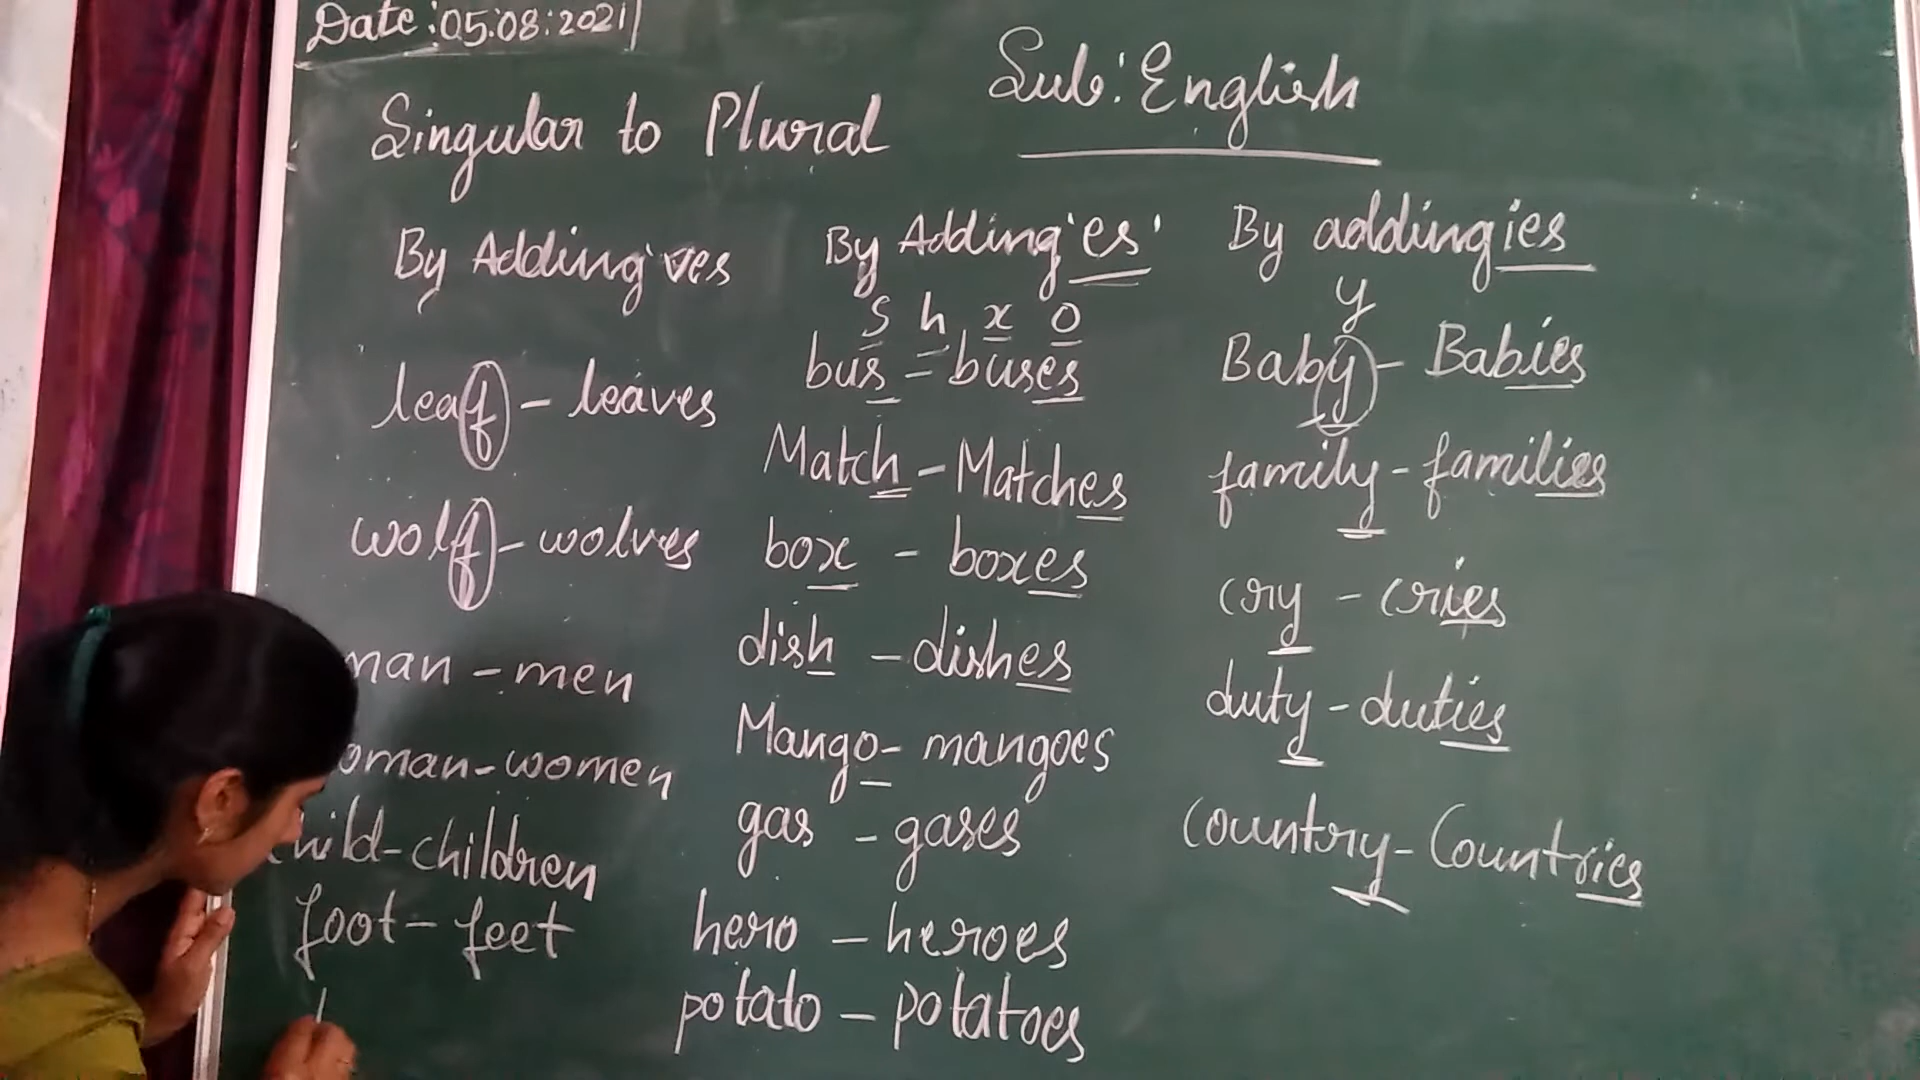 Date: 05:08:2021
Sub: English
Singular to Plural
By Adding 'ves
leaf - leaves
wolf - wolves
man - men
oman - women
hild - children
foot - feet
By Adding 'es'
s h x o
bus = buses
Match - Matches
box - boxes
dish - dishes
Mango - mangoes
gas - gases
hero - heroes
potato - potatoes
By adding ies
y
Baby - Babies
family - families
cry - cries
duty - duties
Country - Countries